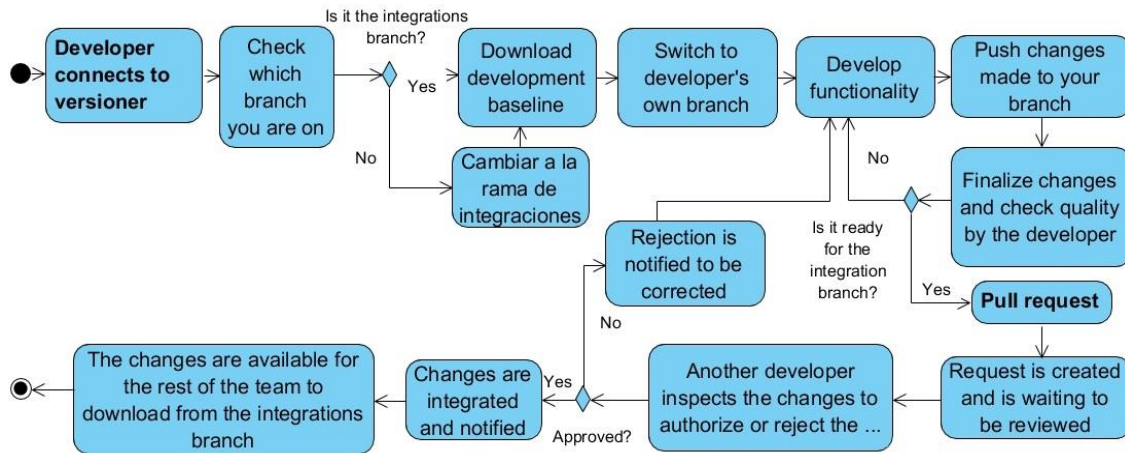 Is it the integrations
branch?
Developer
connects to
versioner
Check
which
branch
you are on
Yes
No
Download
development
baseline
Cambiar a la
rama de
integraciones
Switch to
developer's
own branch
Develop
functionality
Push changes
made to your
branch
Finalize changes
and check quality
by the developer
No
Is it ready
for the
integration
branch?
Yes
Pull request
Rejection is
notified to be
corrected
No
Request is created
and is waiting to
be reviewed
Another developer
inspects the changes to
authorize or reject the ...
Approved?
Yes
Changes are
integrated
and notified
The changes are available for
the rest of the team to
download from the integrations
branch